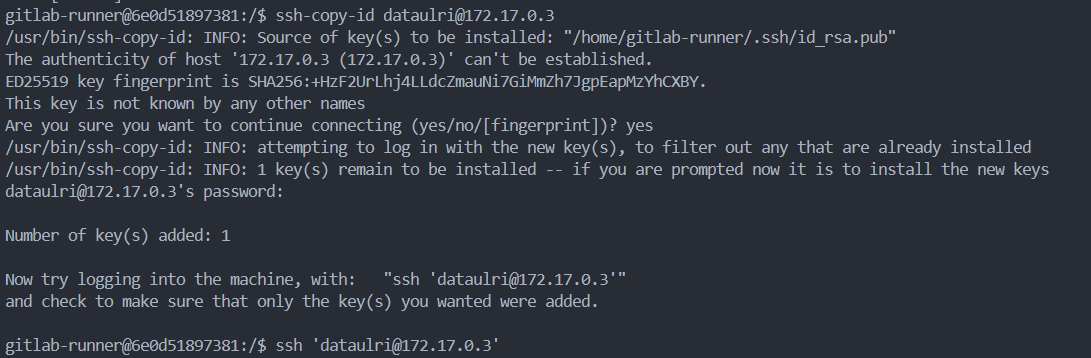 gitlab-runner@6e0d51897381:/$ ssh-copy-id dataulri@172.17.0.3
/usr/bin/ssh-copy-id: INFO: Source of key(s) to be installed: "/home/gitlab-runner/.ssh/id_rsa.pub"
The authenticity of host '172.17.0.3 (172.17.0.3)' can't be established.
ED25519 key fingerprint is SHA256:+HzF2UrLhj4LLdcZmauNi7GiMmZh7JgpEapMzYhCXBY.
This key is not known by any other names
Are you sure you want to continue connecting (yes/no/[fingerprint])? yes
/usr/bin/ssh-copy-id: INFO: attempting to log in with the new key(s), to filter out any that are already installed
/usr/bin/ssh-copy-id: INFO: 1 key(s) remain to be installed -- if you are prompted now it is to install the new keys
dataulri@172.17.0.3's password:
Number of key(s) added: 1
Now try logging into the machine, with:   "ssh 'dataulri@172.17.0.3'"
and check to make sure that only the key(s) you wanted were added.
gitlab-runner@6e0d51897381:/$ ssh 'dataulri@172.17.0.3'